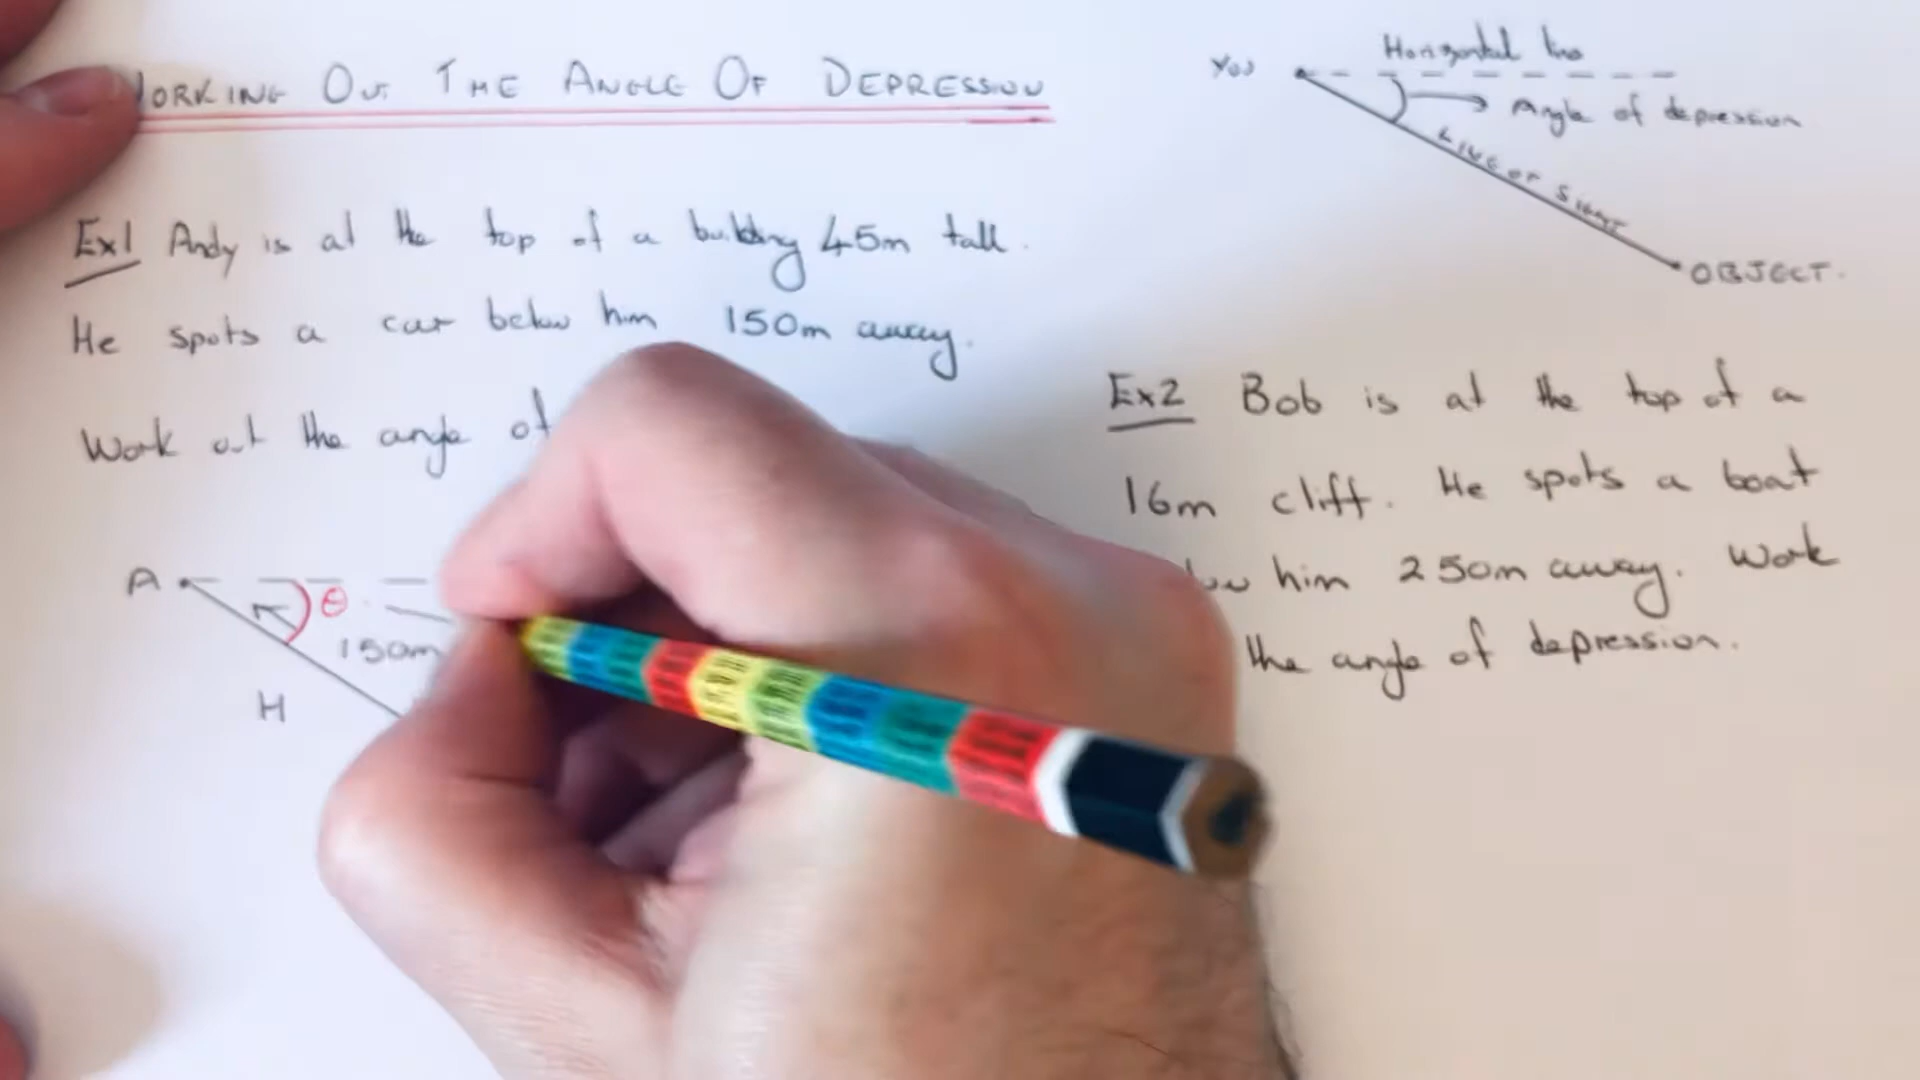 WORKING OUT THE ANGLE OF DEPRESSION
Ex1 Andy is at the top of a building 45m tall.
He spots a car below him 150m away.
Work out the angle of
A θ
150m
H
You Horizontal line
Angle of depression
LINE OF SIGHT
OBJECT.
Ex2 Bob is at the top of a
16m cliff. He spots a boat
him 250m away. Work
the angle of depression.